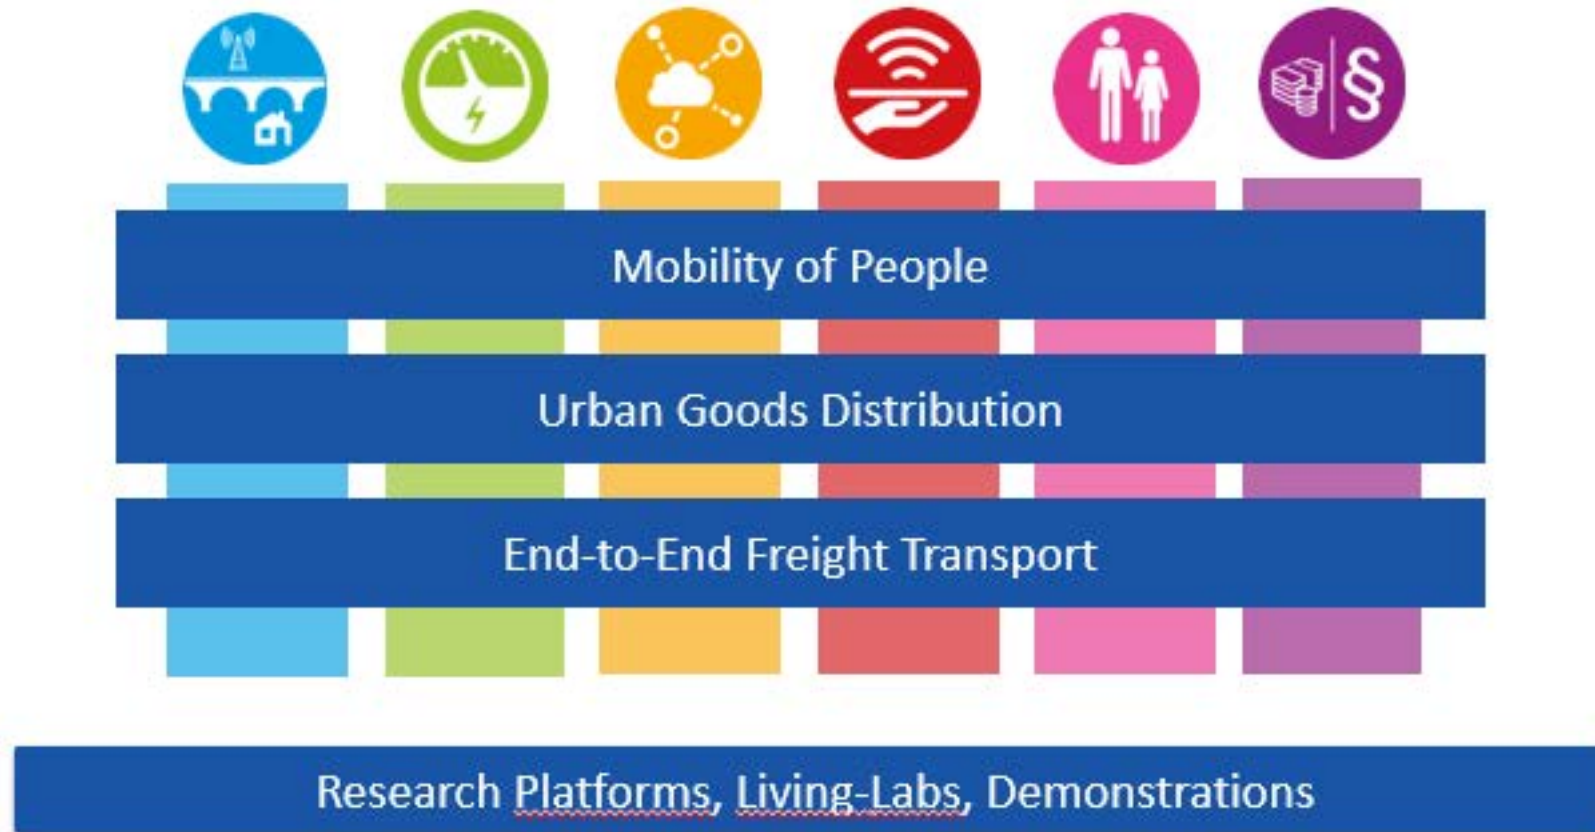 §
Mobility of People
Urban Goods Distribution
End-to-End Freight Transport
Research Platforms, Living-Labs, Demonstrations